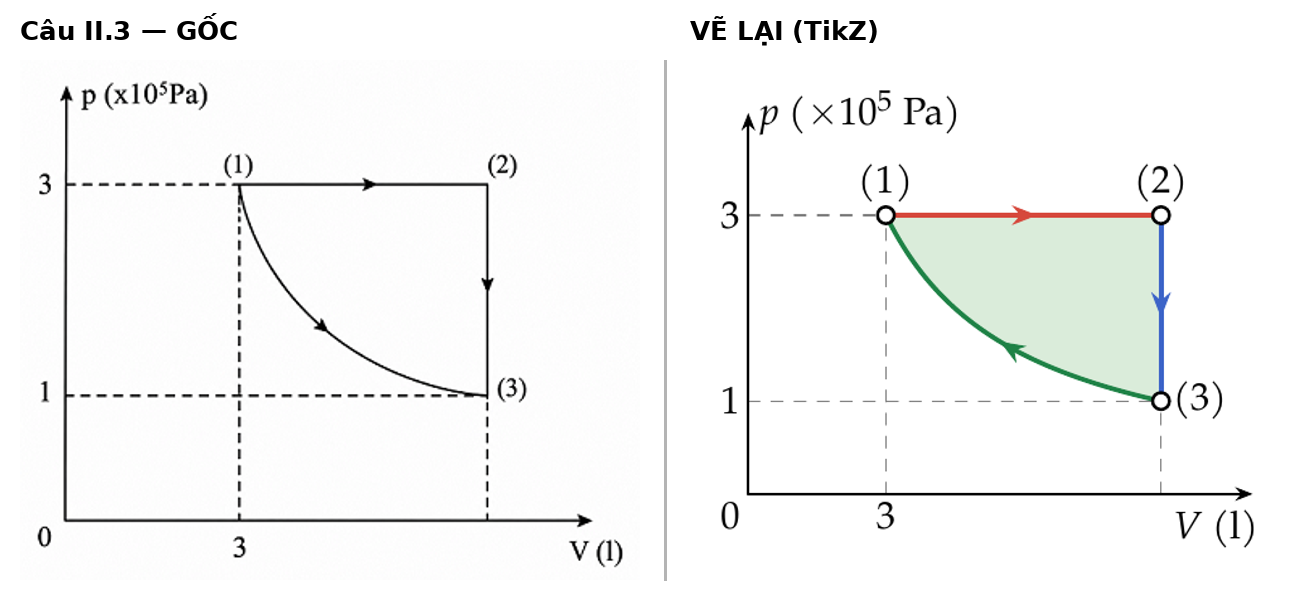 Câu II.3 — GỐC
p (x10⁵Pa)
(1)
(2)
3
1
(3)
0
3
V (l)
VẼ LẠI (TikZ)
p (×10⁵ Pa)
(1)
(2)
3
1
(3)
0
3
V (l)